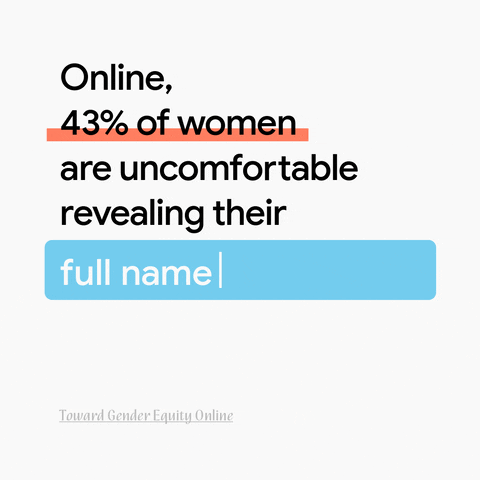 Online,
43% of women
are uncomfortable
revealing their
full name
Toward Gender Equity Online